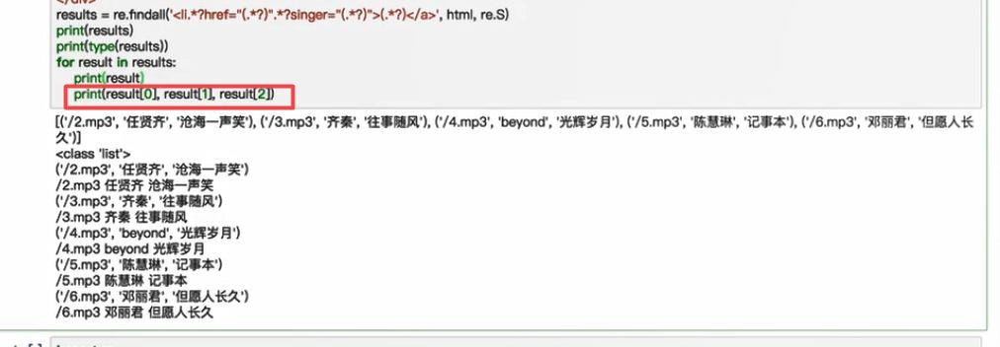 </div>
results = re.findall('<li.*?href="(.*?)".*?singer="(.*?)">(.*?)</a>', html, re.S)
print(results)
print(type(results))
for result in results:
    print(result)
    print(result[0], result[1], result[2])
[('/2.mp3', '任贤齐', '沧海一声笑'), ('/3.mp3', '齐秦', '往事随风'), ('/4.mp3', 'beyond', '光辉岁月'), ('/5.mp3', '陈慧琳', '记事本'), ('/6.mp3', '邓丽君', '但愿人长
久')]
<class 'list'>
('/2.mp3', '任贤齐', '沧海一声笑')
/2.mp3 任贤齐 沧海一声笑
('/3.mp3', '齐秦', '往事随风')
/3.mp3 齐秦 往事随风
('/4.mp3', 'beyond', '光辉岁月')
/4.mp3 beyond 光辉岁月
('/5.mp3', '陈慧琳', '记事本')
/5.mp3 陈慧琳 记事本
('/6.mp3', '邓丽君', '但愿人长久')
/6.mp3 邓丽君 但愿人长久